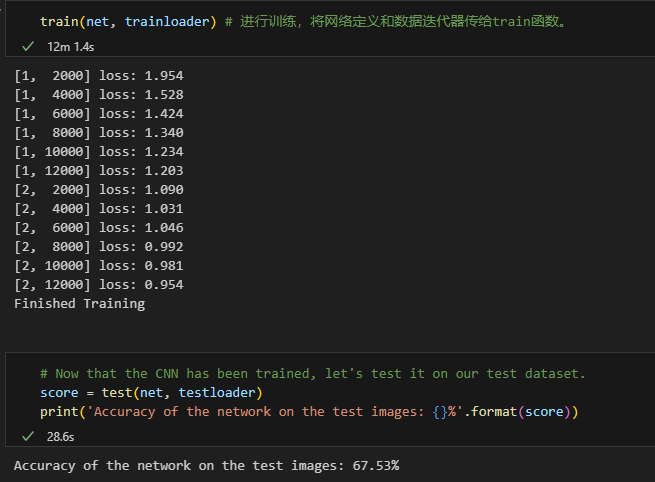 train(net, trainloader) # 进行训练，将网络定义和数据迭代器传给train函数。
12m 1.4s
[1,  2000] loss: 1.954
[1,  4000] loss: 1.528
[1,  6000] loss: 1.424
[1,  8000] loss: 1.340
[1, 10000] loss: 1.234
[1, 12000] loss: 1.203
[2,  2000] loss: 1.090
[2,  4000] loss: 1.031
[2,  6000] loss: 1.046
[2,  8000] loss: 0.992
[2, 10000] loss: 0.981
[2, 12000] loss: 0.954
Finished Training
# Now that the CNN has been trained, let's test it on our test dataset.
score = test(net, testloader)
print('Accuracy of the network on the test images: {}%'.format(score))
28.6s
Accuracy of the network on the test images: 67.53%